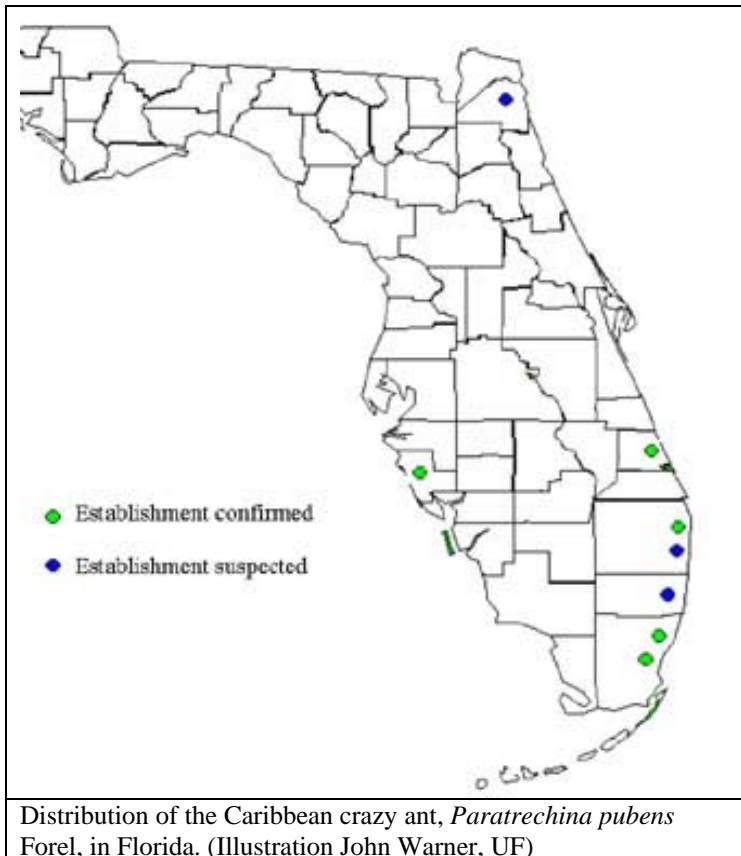 Establishment confirmed
Establishment suspected
Distribution of the Caribbean crazy ant, Paratrechina pubens
Forel, in Florida. (Illustration John Warner, UF)